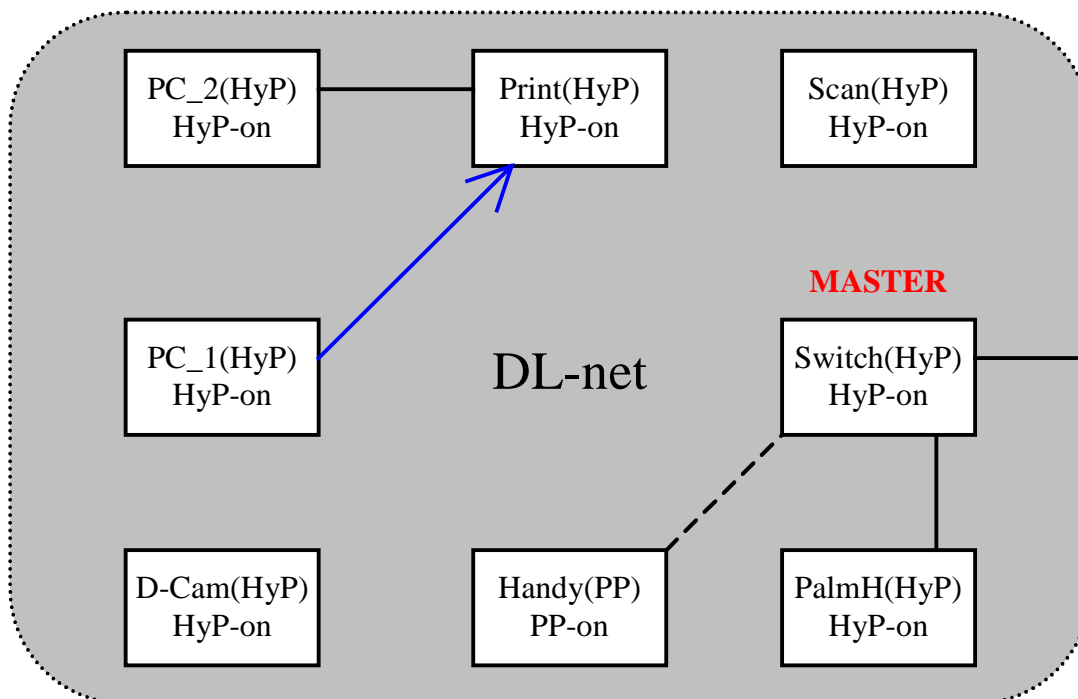 PC_2(HyP)
HyP-on
Print(HyP)
HyP-on
Scan(HyP)
HyP-on
MASTER
PC_1(HyP)
HyP-on
DL-net
Switch(HyP)
HyP-on
D-Cam(HyP)
HyP-on
Handy(PP)
PP-on
PalmH(HyP)
HyP-on